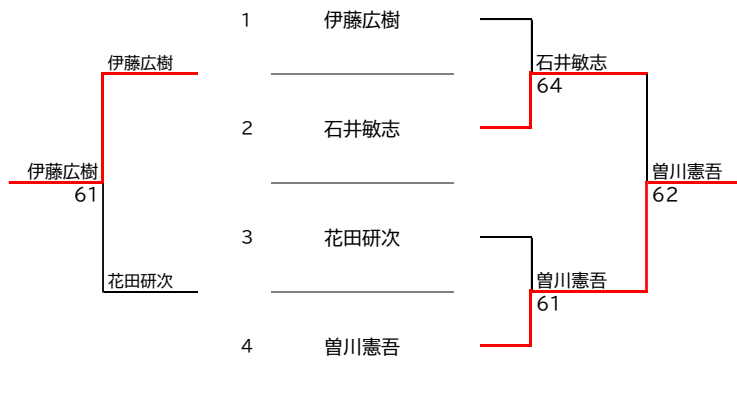 1 伊藤広樹
伊藤広樹 石井敏志
64
2 石井敏志
伊藤広樹 曽川憲吾
61 62
3 花田研次
花田研次 曽川憲吾
61
4 曽川憲吾